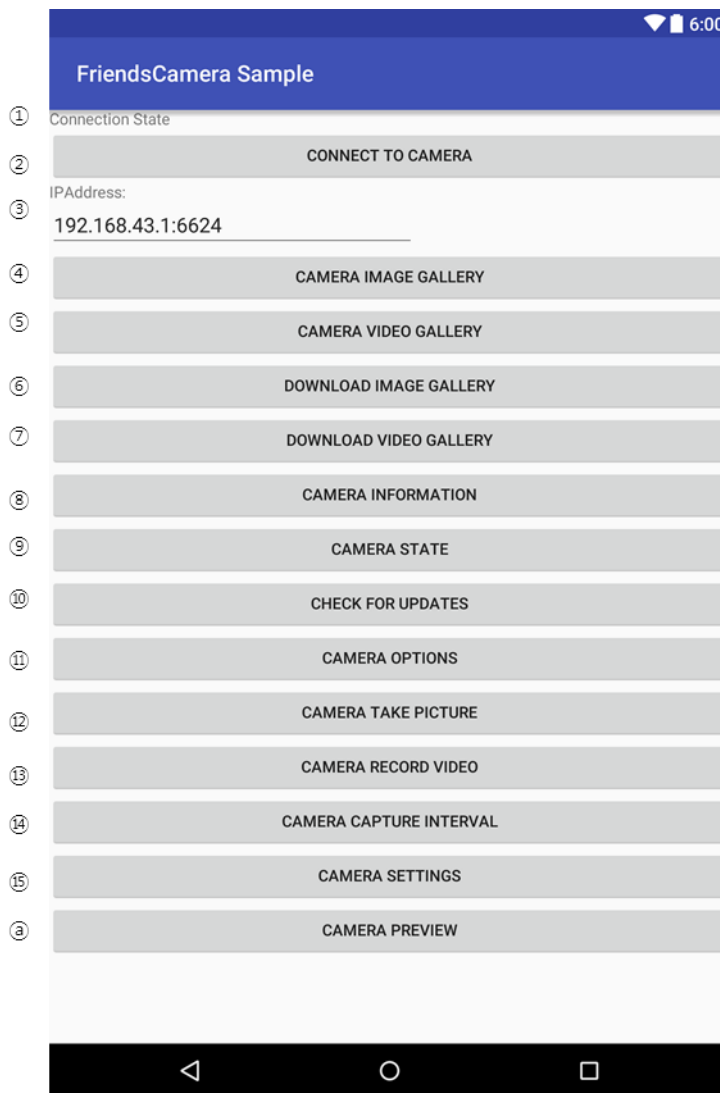 6:00
FriendsCamera Sample
① Connection State
② CONNECT TO CAMERA
③ IPAddress:
192.168.43.1:6624
④ CAMERA IMAGE GALLERY
⑤ CAMERA VIDEO GALLERY
⑥ DOWNLOAD IMAGE GALLERY
⑦ DOWNLOAD VIDEO GALLERY
⑧ CAMERA INFORMATION
⑨ CAMERA STATE
⑩ CHECK FOR UPDATES
⑪ CAMERA OPTIONS
⑫ CAMERA TAKE PICTURE
⑬ CAMERA RECORD VIDEO
⑭ CAMERA CAPTURE INTERVAL
⑮ CAMERA SETTINGS
ⓐ CAMERA PREVIEW